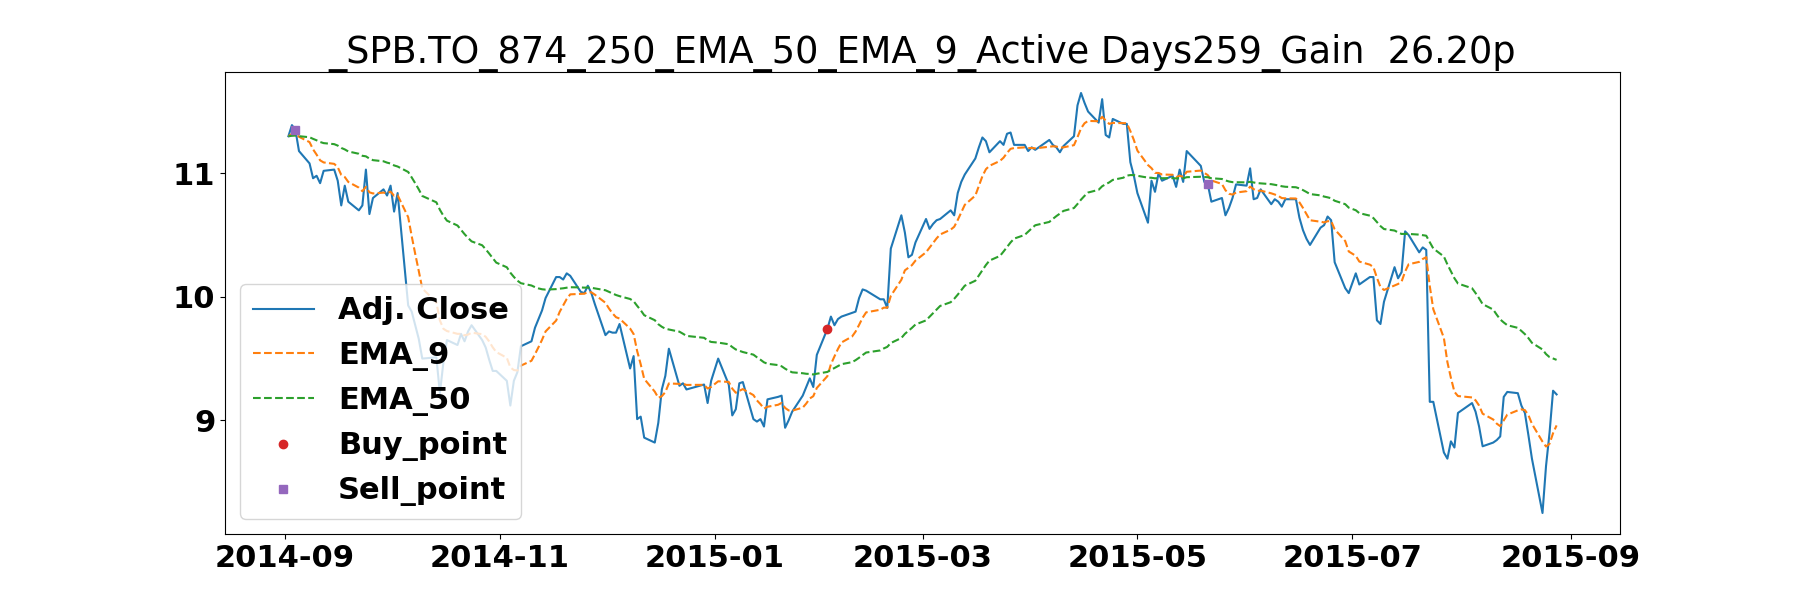 _SPB.TO_874_250_EMA_50_EMA_9_Active Days259_Gain  26.20p
11
10
9
Adj. Close
EMA_9
EMA_50
Buy_point
Sell_point
2014-09 2014-11 2015-01 2015-03 2015-05 2015-07 2015-09